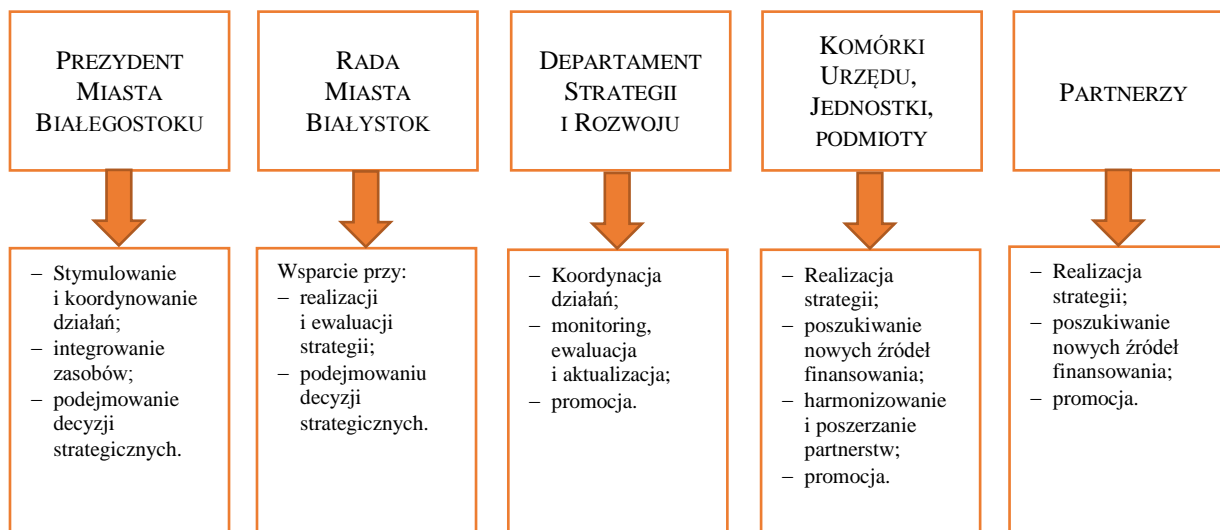 PREZYDENT
MIASTA
BIAŁEGOSTOKU
RADA
MIASTA
BIAŁYSTOK
DEPARTAMENT
STRATEGII
I ROZWOJU
KOMÓRKI
URZĘDU,
JEDNOSTKI,
PODMIOTY
PARTNERZY
– Stymulowanie
i koordynowanie
działań;
– integrowanie
zasobów;
– podejmowanie
decyzji
strategicznych.
Wsparcie przy:
– realizacji
i ewaluacji
strategii;
– podejmowaniu
decyzji
strategicznych.
– Koordynacja
działań;
– monitoring,
ewaluacja
i aktualizacja;
– promocja.
– Realizacja
strategii;
– poszukiwanie
nowych źródeł
finansowania;
– harmonizowanie
i poszerzanie
partnerstw;
– promocja.
– Realizacja
strategii;
– poszukiwanie
nowych źródeł
finansowania;
– promocja.